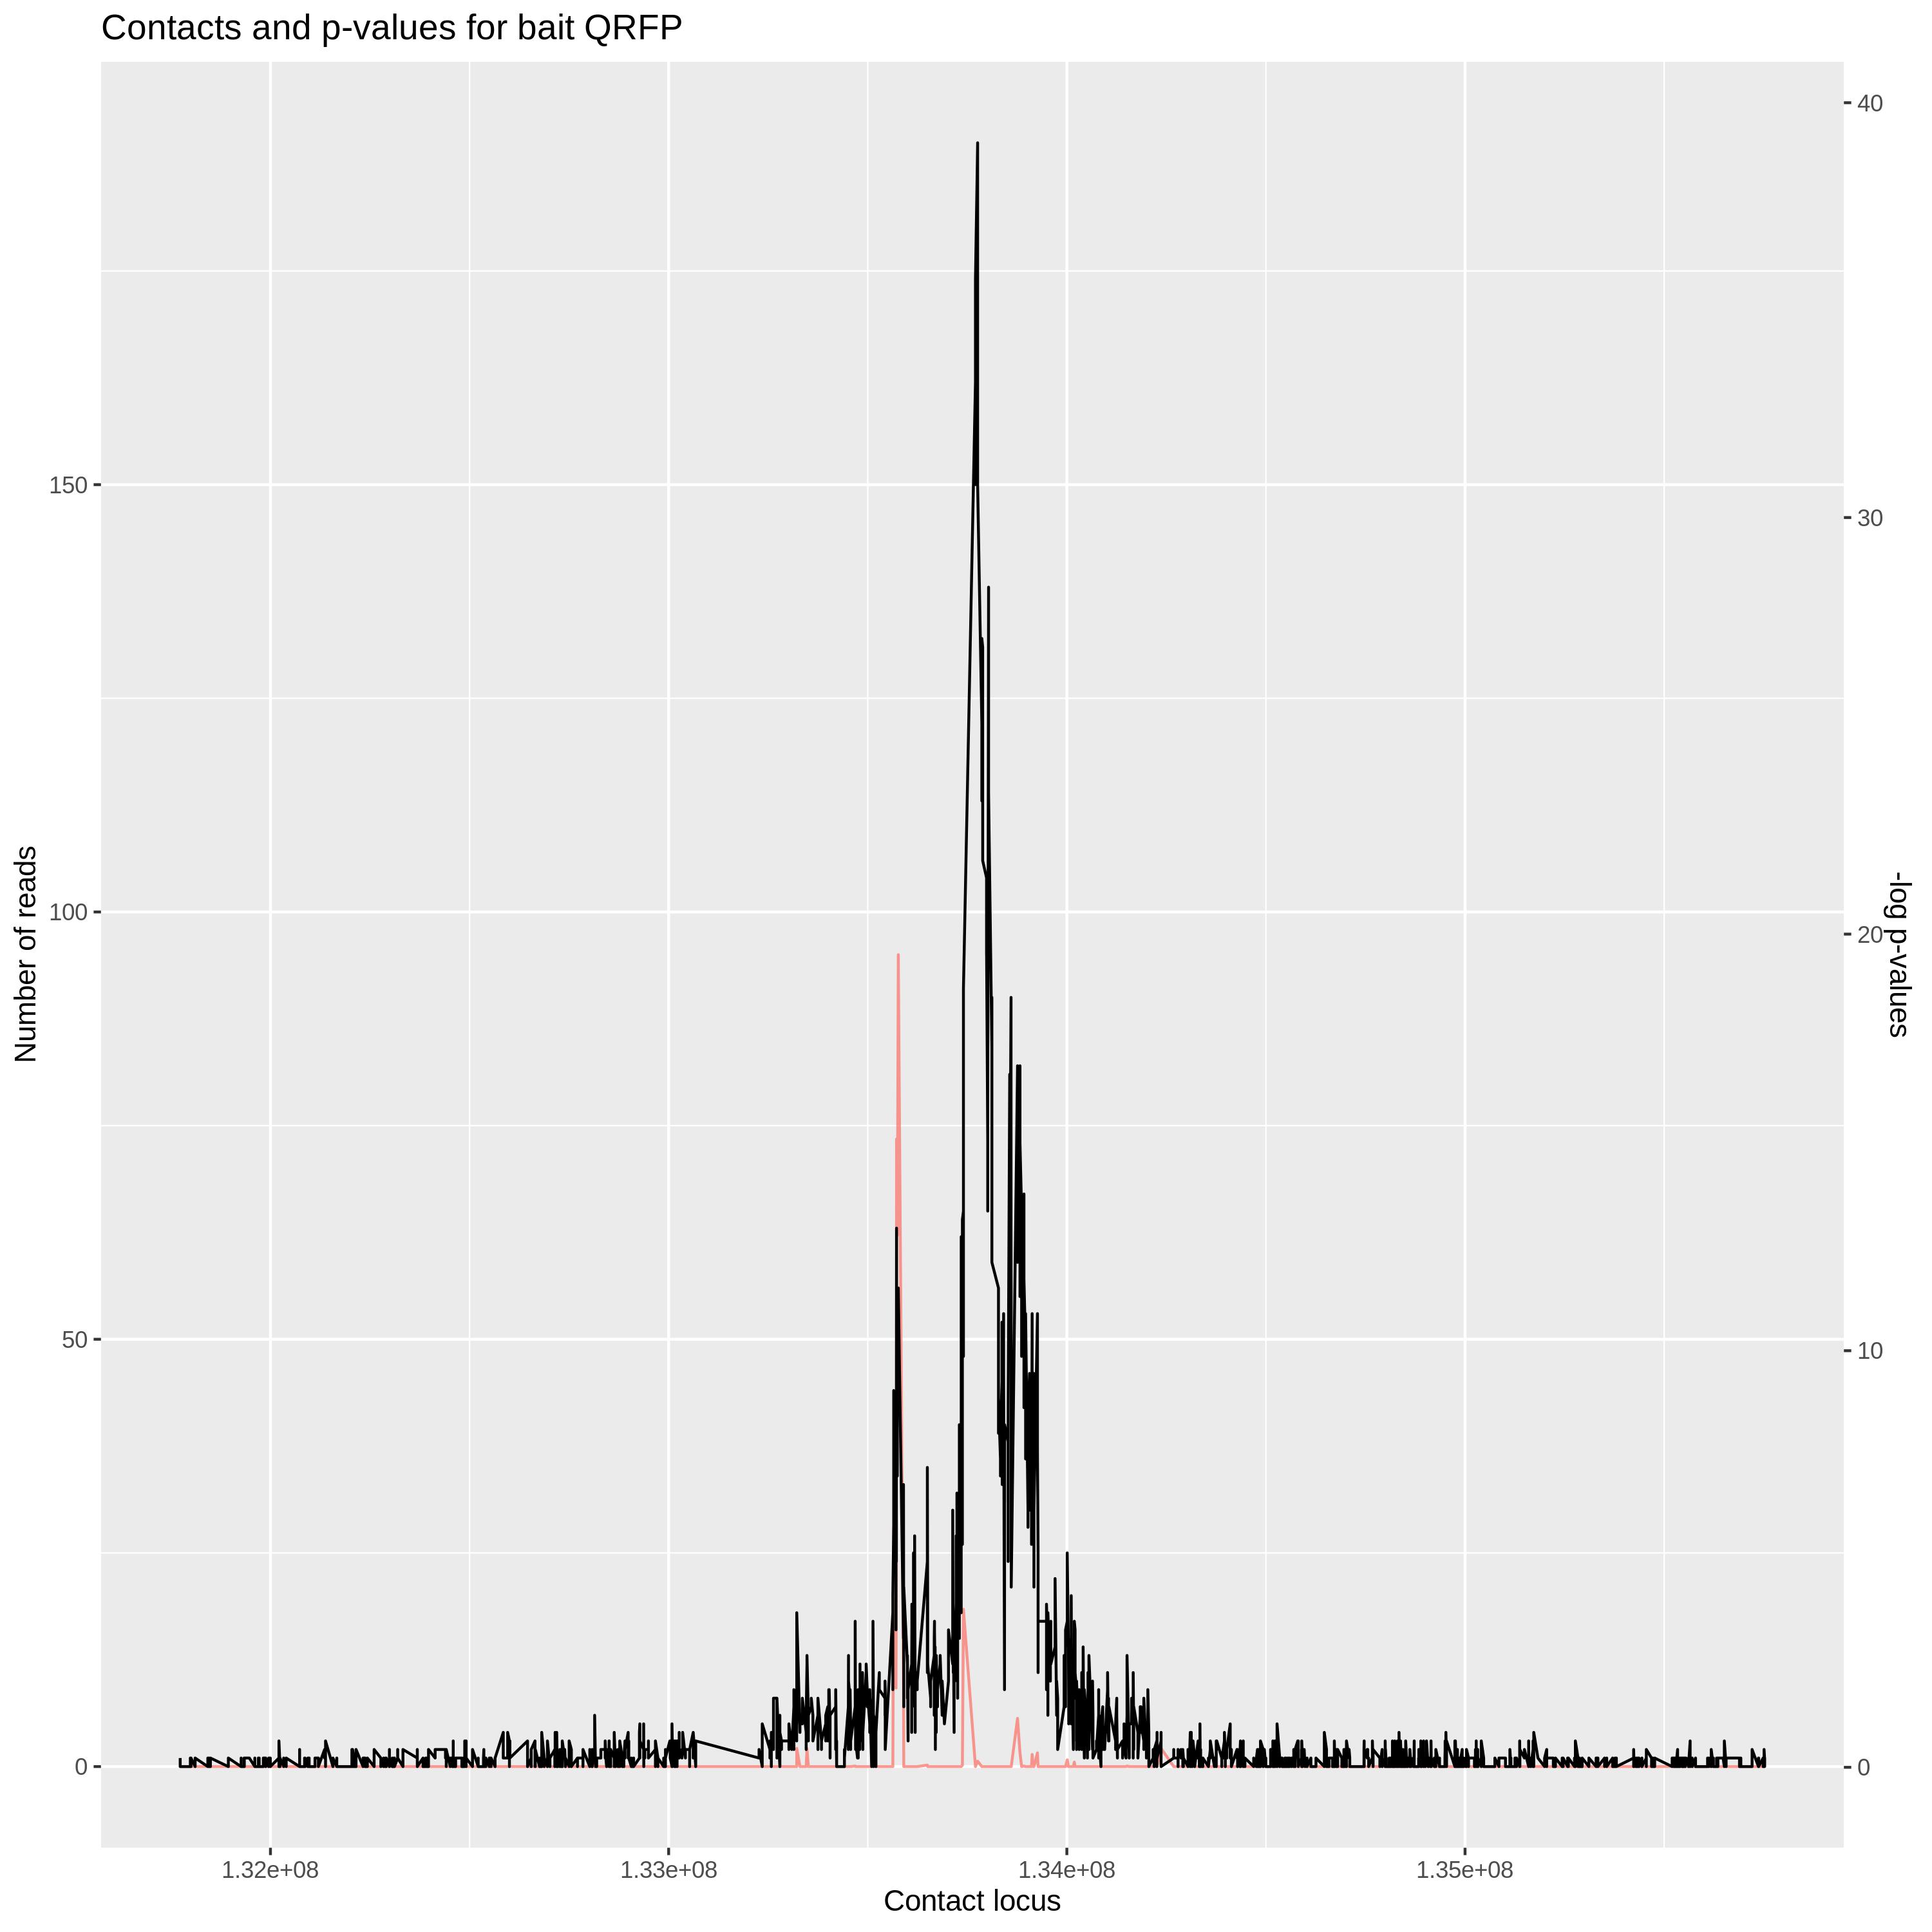 Contacts and p-values for bait QRFP
Number of reads
150
100
50
0
40
30
20
10
0
-log p-values
1.32e+08 1.33e+08 1.34e+08 1.35e+08
Contact locus